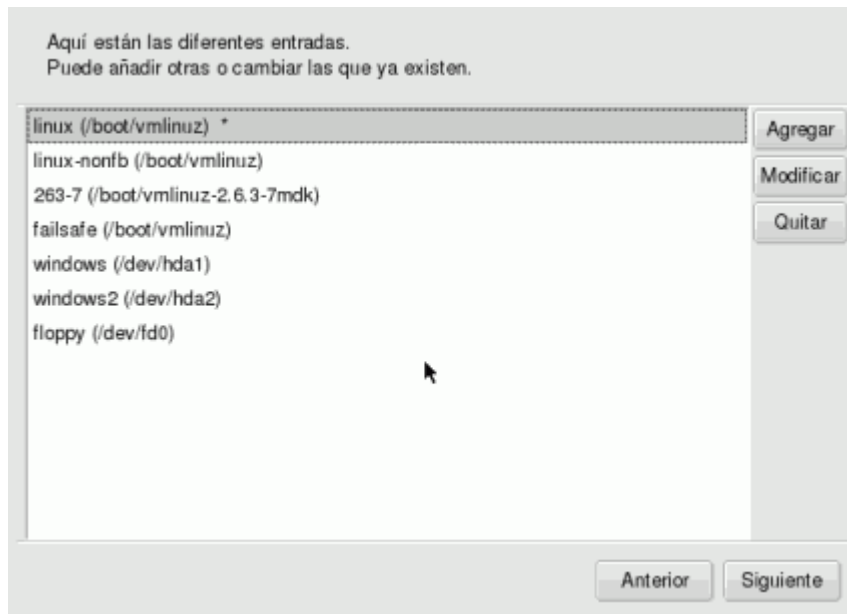 Aquí están las diferentes entradas.
Puede añadir otras o cambiar las que ya existen.
linux (/boot/vmlinuz) *
linux-nonfb (/boot/vmlinuz)
263-7 (/boot/vmlinuz-2.6.3-7mdk)
failsafe (/boot/vmlinuz)
windows (/dev/hda1)
windows2 (/dev/hda2)
floppy (/dev/fd0)
Agregar
Modificar
Quitar
Anterior
Siguiente